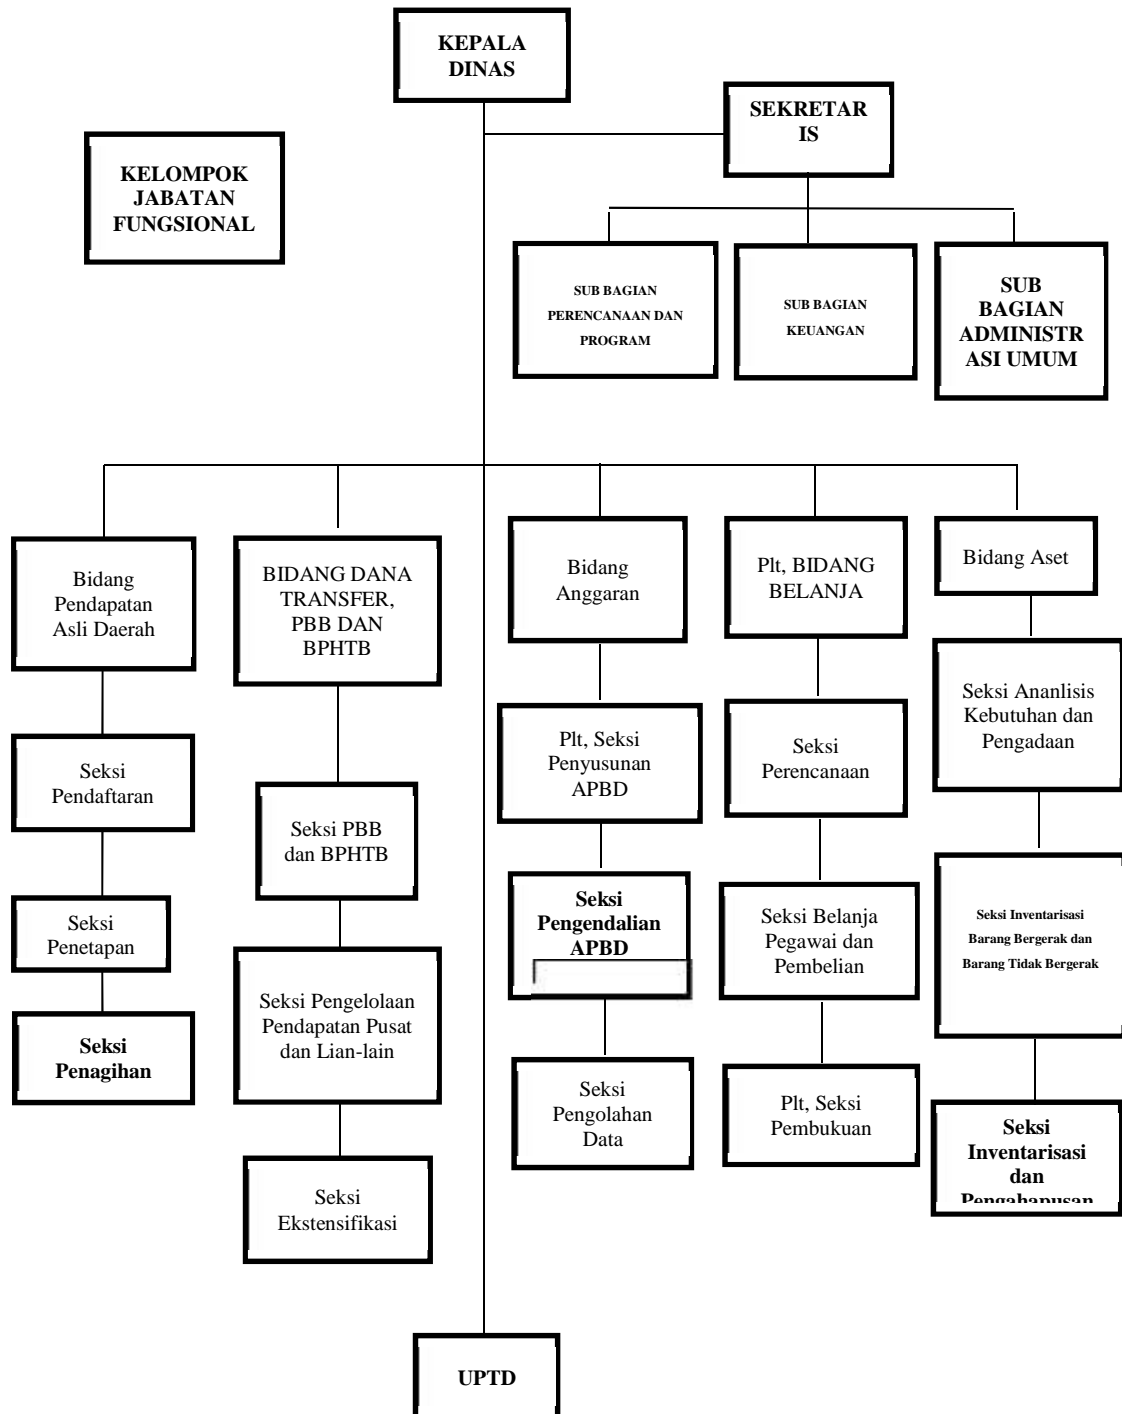 KEPALA
DINAS
SEKRETAR
IS
KELOMPOK
JABATAN
FUNGSIONAL
SUB BAGIAN
PERENCANAAN DAN
PROGRAM
SUB BAGIAN
KEUANGAN
SUB
BAGIAN
ADMINISTR
ASI UMUM
Bidang
Pendapatan
Asli Daerah
BIDANG DANA
TRANSFER,
PBB DAN
BPHTB
Bidang
Anggaran
Plt, BIDANG
BELANJA
Bidang Aset
Seksi
Pendaftaran
Seksi PBB
dan BPHTB
Plt, Seksi
Penyusunan
APBD
Seksi
Perencanaan
Seksi Ananlisis
Kebutuhan dan
Pengadaan
Seksi
Penetapan
Seksi Pengelolaan
Pendapatan Pusat
dan Lian-lain
Seksi
Pengendalian
APBD
Seksi Belanja
Pegawai dan
Pembelian
Seksi Inventarisasi
Barang Bergerak dan
Barang Tidak Bergerak
Seksi
Penagihan
Seksi
Ekstensifikasi
Seksi
Pengolahan
Data
Plt, Seksi
Pembukuan
Seksi
Inventarisasi
dan
Pengahapusan
UPTD